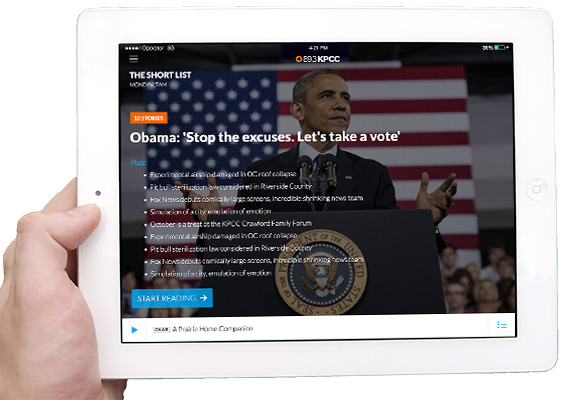 Operator 3G 4:21 PM 38%
89.3 KPCC
THE SHORT LIST
MONDAY, 7 AM
10 STORIES
Obama: 'Stop the excuses. Let's take a vote'
Plus:
Experimental airship damaged in OC roof collapse
Pit bull sterilization law considered in Riverside County
Fox News debuts comically large screens, incredible shrinking news team
Simulation of a city, emulation of emotion
October is a treat at the KPCC Crawford Family Forum
Experimental airship damaged in OC roof collapse
Pit bull sterilization law considered in Riverside County
Fox News debuts comically large screens, incredible shrinking news team
Simulation of a city, emulation of emotion
START READING →
A Prairie Home Companion